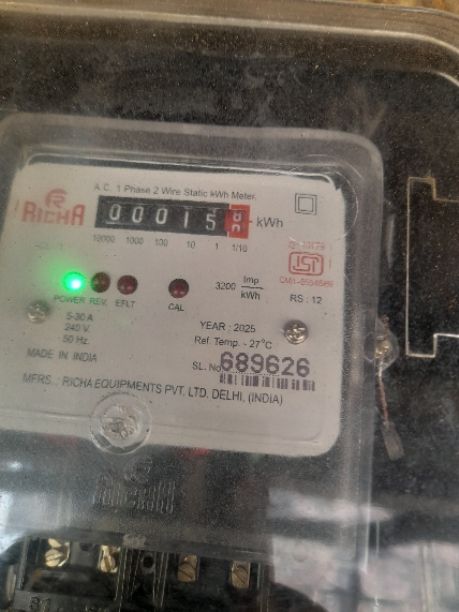 A.C. 1 Phase 2 Wire Static kWh Meter.
RICHA
000158 - kWh
10000 1000 100 10 1 1/10
3200 Imp/kWh
RS : 12
POWER REV. EFLT CAL
5-30 A
240 V.
50 Hz.
YEARː 2025
Ref. Temp. - 27°C
MADE IN INDIA
SL. No. 689626
MFRS. : RICHA EQUIPMENTS PVT. LTD. DELHI, (INDIA)